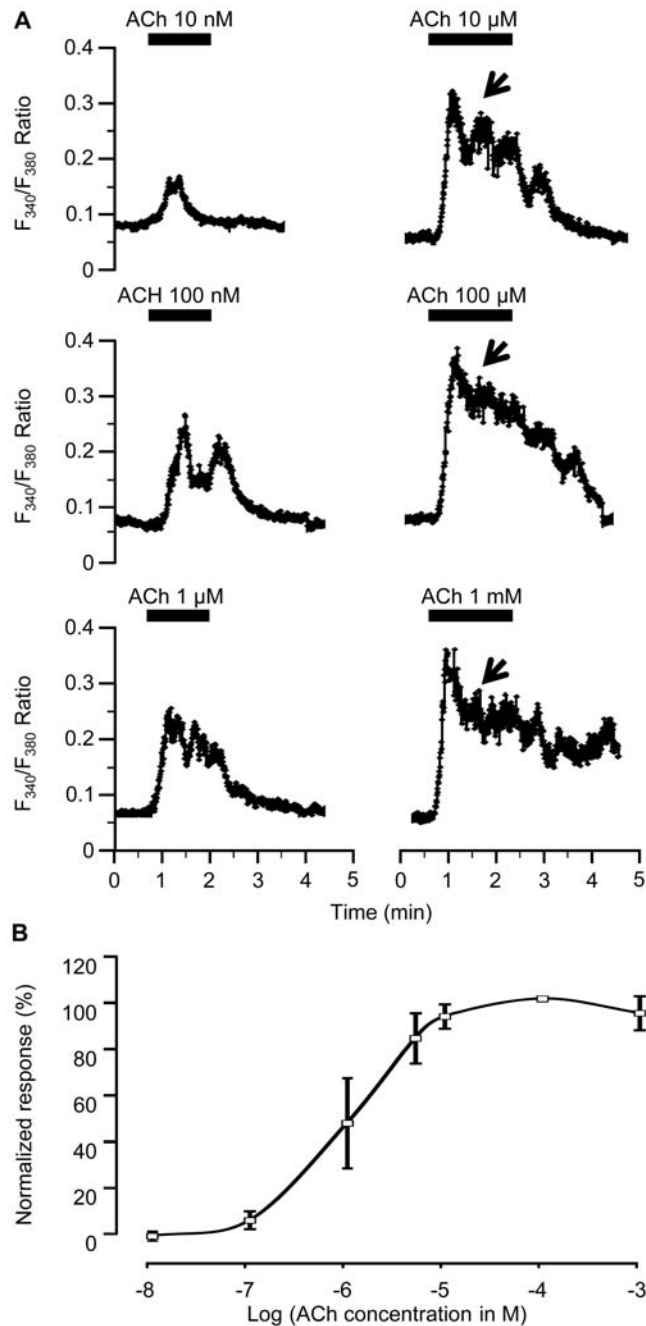 A
ACh 10 nM
ACh 10 µM
0.4
0.3
0.2
0.1
0
F340/F380 Ratio
ACH 100 nM
ACh 100 µM
0.4
0.3
0.2
0.1
0
F340/F380 Ratio
ACh 1 µM
ACh 1 mM
0.4
0.3
0.2
0.1
0
F340/F380 Ratio
0 1 2 3 4 5
0 1 2 3 4 5
Time (min)
B
120
100
80
60
40
20
0
Normalized response (%)
-8 -7 -6 -5 -4 -3
Log (ACh concentration in M)